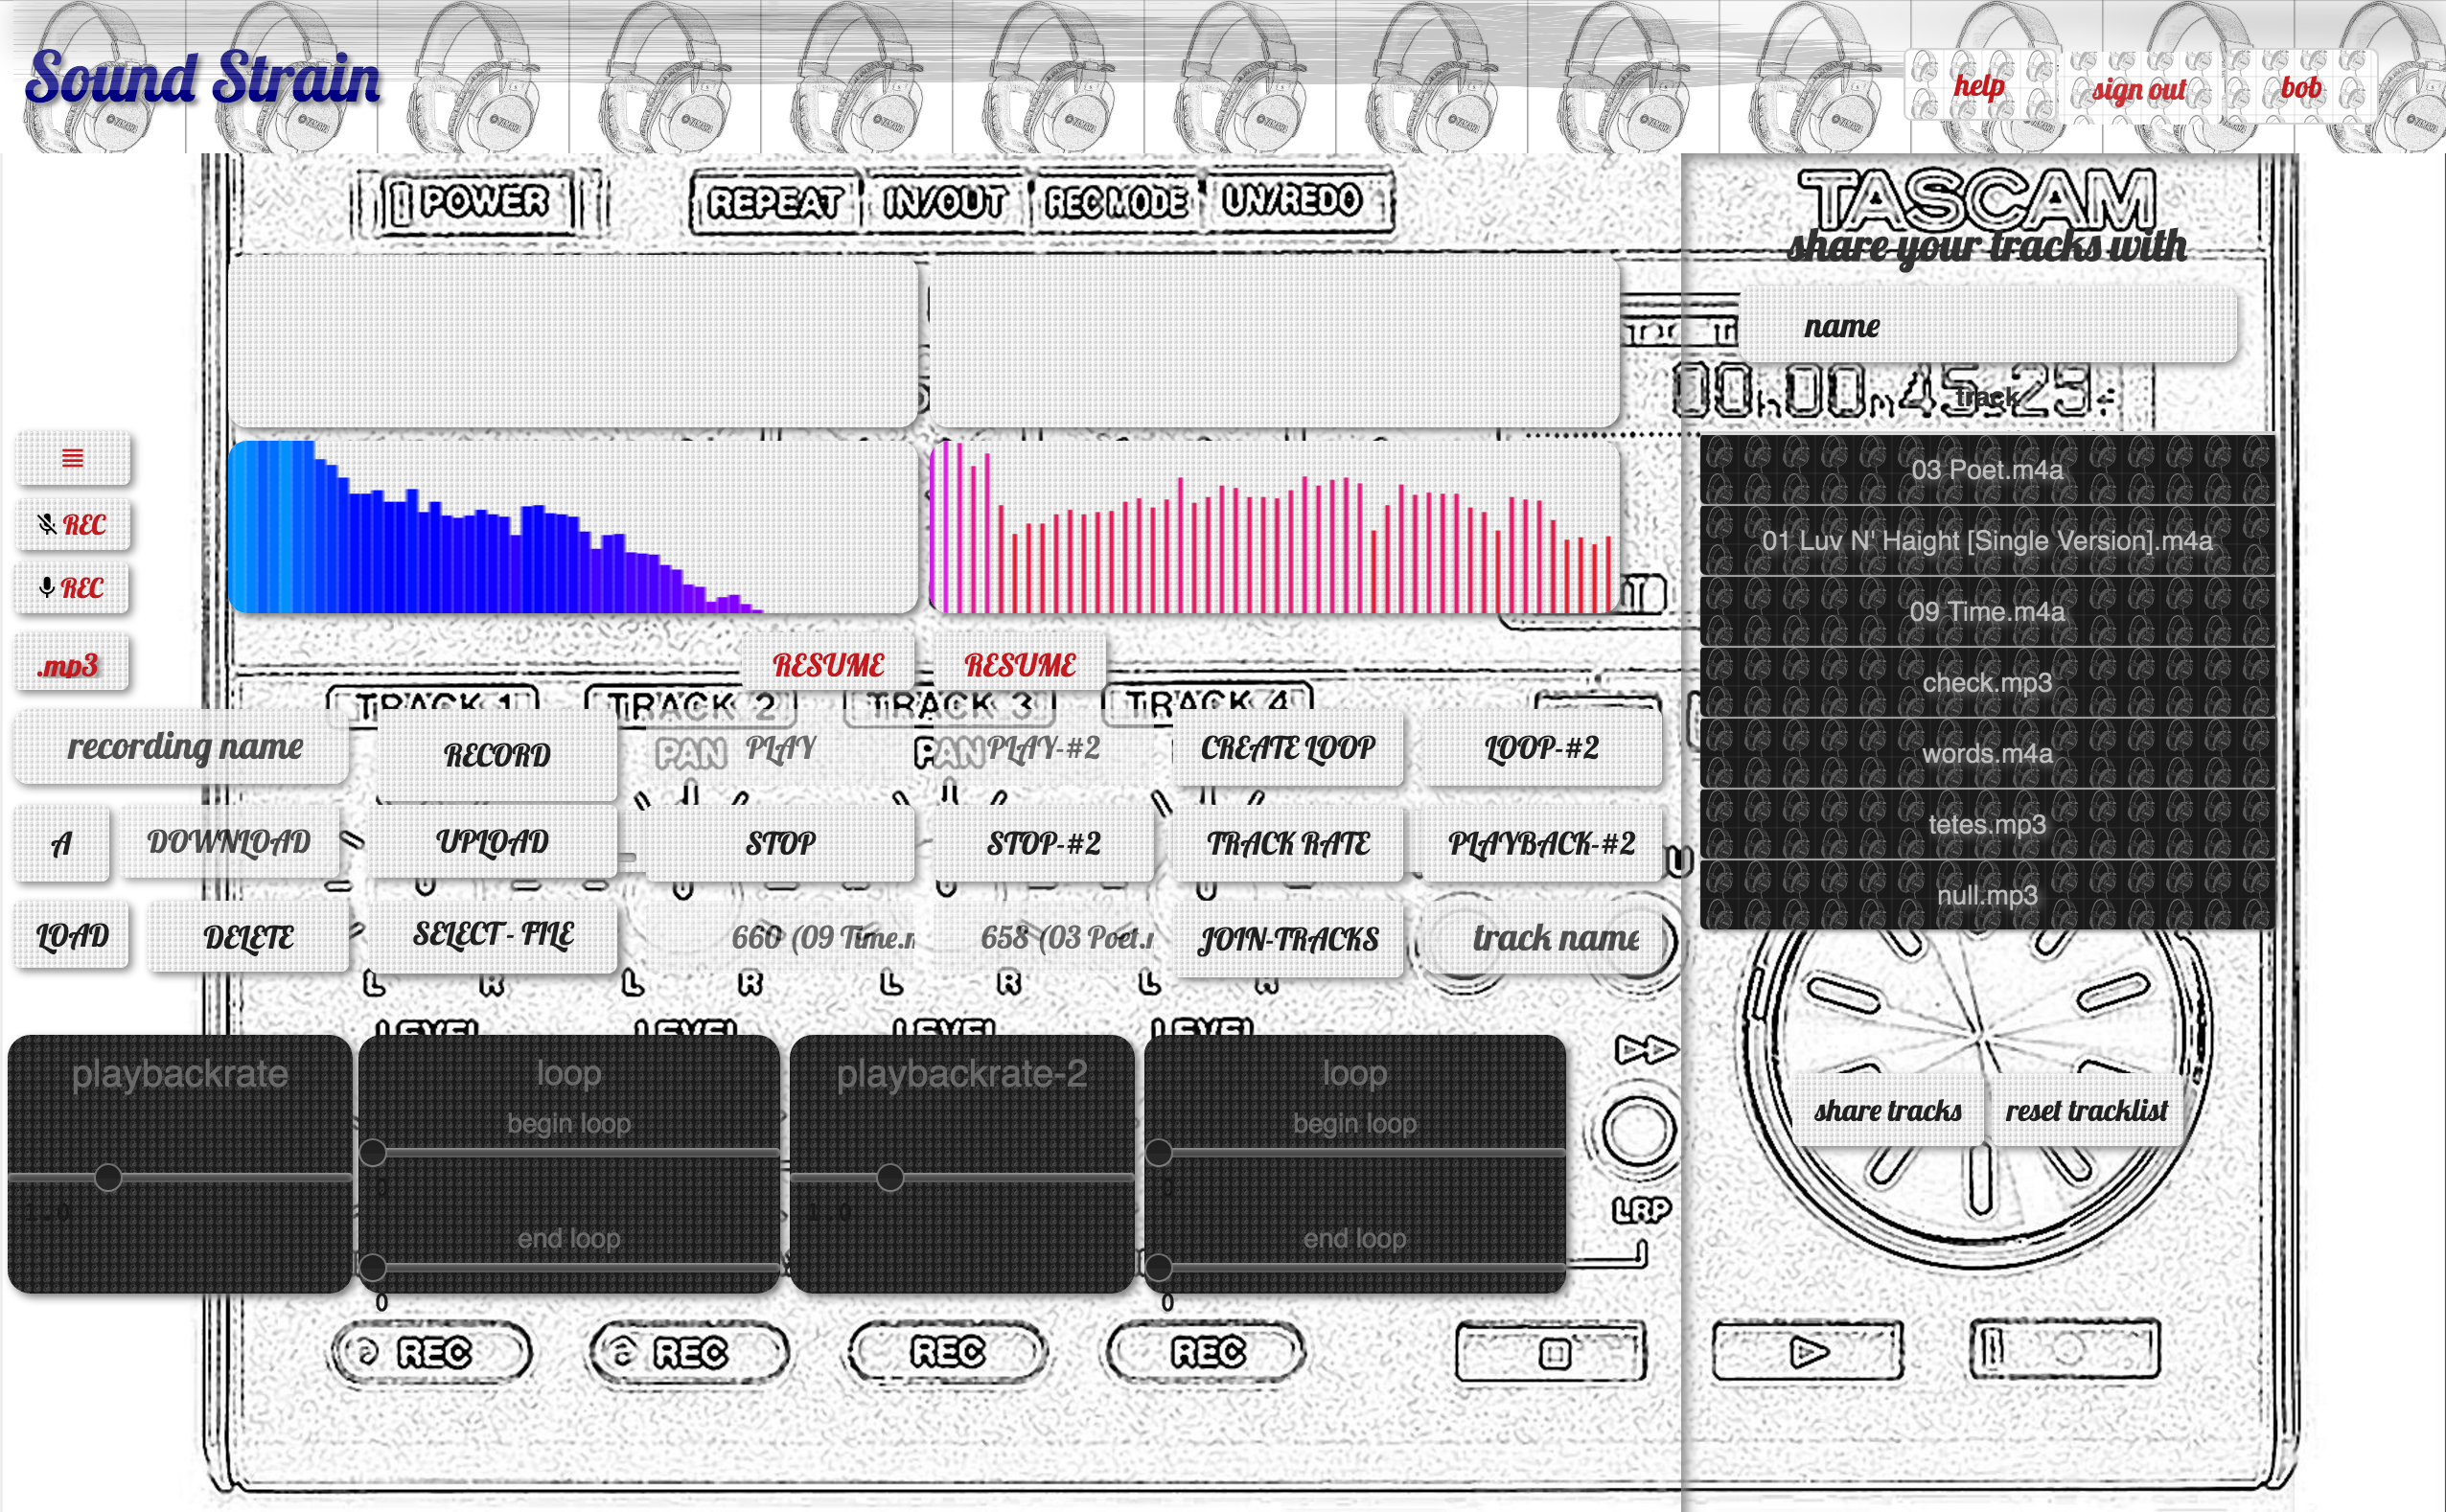 Sound Strain
help
sign out
bob
POWER
REPEAT
IN/OUT
REC MODE
UN/REDO
TASCAM
share your tracks with
name
00h00m45s29f
track
03 Poet.m4a
01 Luv N' Haight [Single Version].m4a
09 Time.m4a
check.mp3
words.m4a
tetes.mp3
null.mp3
REC
REC
.mp3
RESUME
RESUME
TRACK 1
TRACK 2
TRACK 3
TRACK 4
recording name
RECORD
PAN
PLAY
PAN
PLAY-#2
CREATE LOOP
LOOP-#2
A
DOWNLOAD
UPLOAD
STOP
STOP-#2
TRACK RATE
PLAYBACK-#2
LOAD
DELETE
SELECT - FILE
660 (09 Time.m
658 (03 Poet.m
JOIN-TRACKS
track name
L
R
L
R
L
R
L
R
LEVEL
LEVEL
LEVEL
LEVEL
playbackrate
1.0
loop
begin loop
0
end loop
0
playbackrate-2
1.0
loop
begin loop
0
end loop
0
share tracks
reset tracklist
LRP
REC
REC
REC
REC